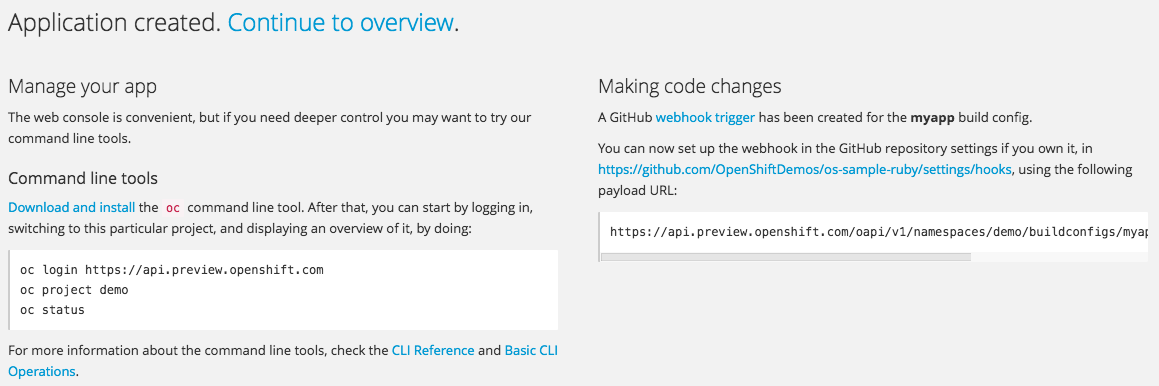 Application created. Continue to overview.
Manage your app
The web console is convenient, but if you need deeper control you may want to try our
command line tools.
Command line tools
Download and install the oc command line tool. After that, you can start by logging in,
switching to this particular project, and displaying an overview of it, by doing:
oc login https://api.preview.openshift.com
oc project demo
oc status
For more information about the command line tools, check the CLI Reference and Basic CLI
Operations.
Making code changes
A GitHub webhook trigger has been created for the myapp build config.
You can now set up the webhook in the GitHub repository settings if you own it, in
https://github.com/OpenShiftDemos/os-sample-ruby/settings/hooks, using the following
payload URL:
https://api.preview.openshift.com/oapi/v1/namespaces/demo/buildconfigs/myap